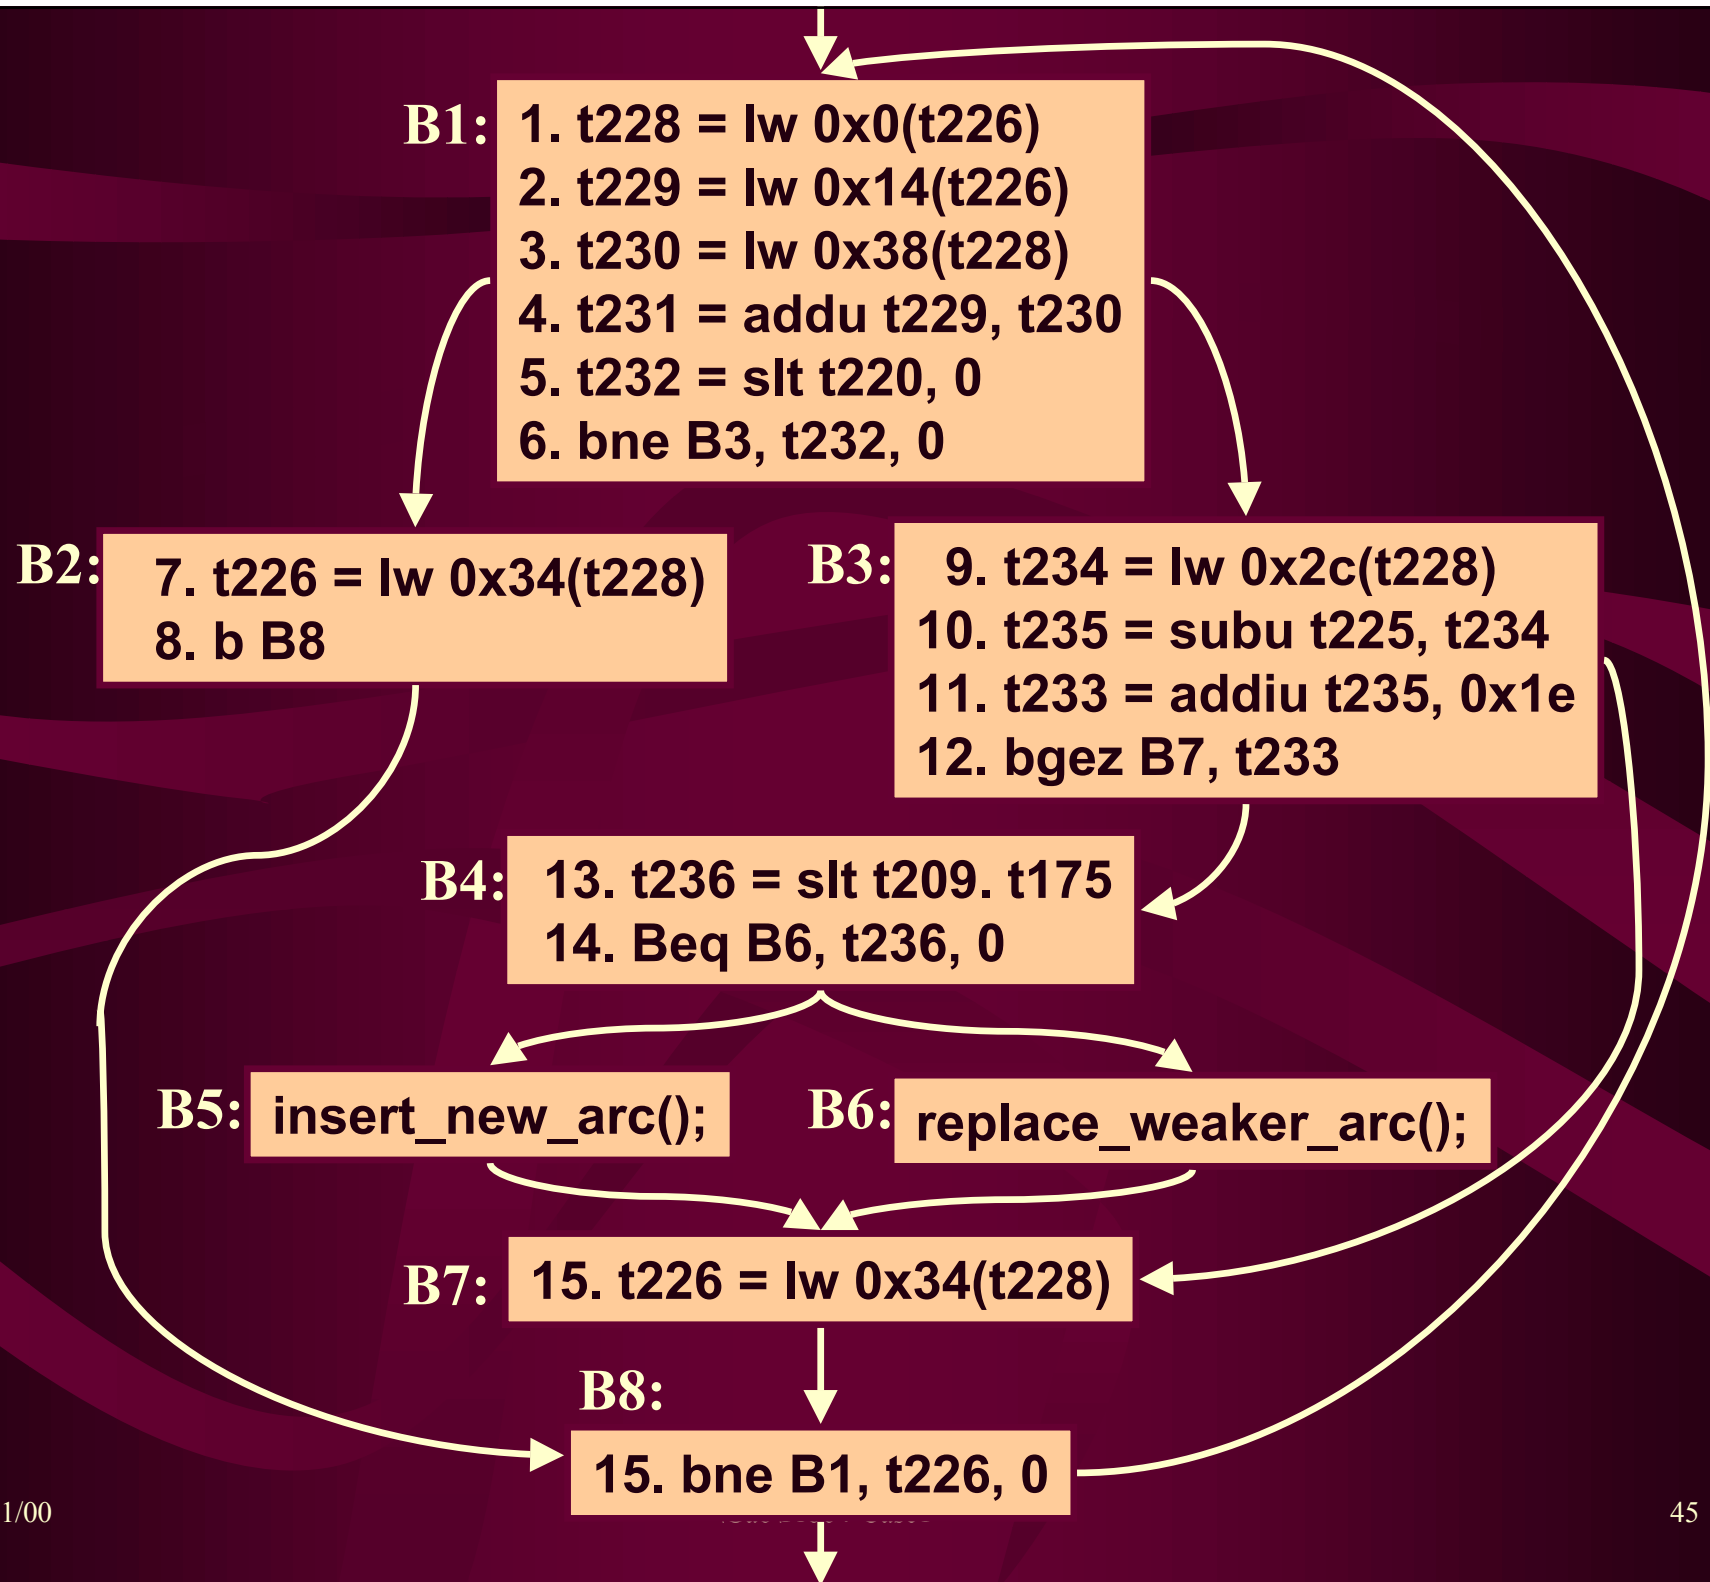 B1:
1. t228 = lw 0x0(t226)
2. t229 = lw 0x14(t226)
3. t230 = lw 0x38(t228)
4. t231 = addu t229, t230
5. t232 = slt t220, 0
6. bne B3, t232, 0
B2:
7. t226 = lw 0x34(t228)
8. b B8
B3:
9. t234 = lw 0x2c(t228)
10. t235 = subu t225, t234
11. t233 = addiu t235, 0x1e
12. bgez B7, t233
B4:
13. t236 = slt t209. t175
14. Beq B6, t236, 0
B5:
insert_new_arc();
B6:
replace_weaker_arc();
B7:
15. t226 = lw 0x34(t228)
B8:
15. bne B1, t226, 0
1/00
45